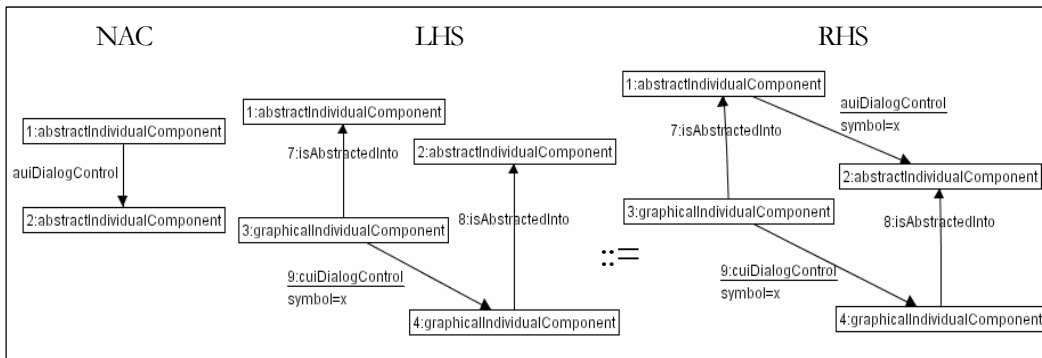 NAC
LHS
RHS
1:abstractIndividualComponent
auiDialogControl
2:abstractIndividualComponent
1:abstractIndividualComponent
7:isAbstractedInto
2:abstractIndividualComponent
8:isAbstractedInto
3:graphicalIndividualComponent
9:cuiDialogControl
symbol=x
4:graphicalIndividualComponent
::=
1:abstractIndividualComponent
auiDialogControl
symbol=x
7:isAbstractedInto
2:abstractIndividualComponent
3:graphicalIndividualComponent
8:isAbstractedInto
9:cuiDialogControl
symbol=x
4:graphicalIndividualComponent